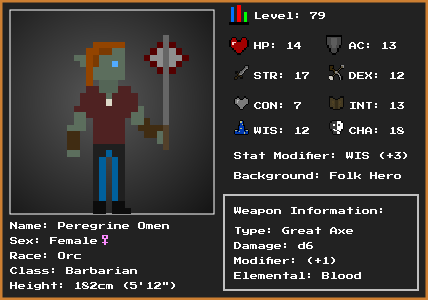 Level: 79
HP: 14 AC: 13
STR: 17 DEX: 12
CON: 7 INT: 13
WIS: 12 CHA: 18
Stat Modifier: WIS (+3)
Background: Folk Hero
Weapon Information:
Type: Great Axe
Damage: d6
Modifier: (+1)
Elemental: Blood
Name: Peregrine Omen
Sex: Female♀
Race: Orc
Class: Barbarian
Height: 182cm (5'12")